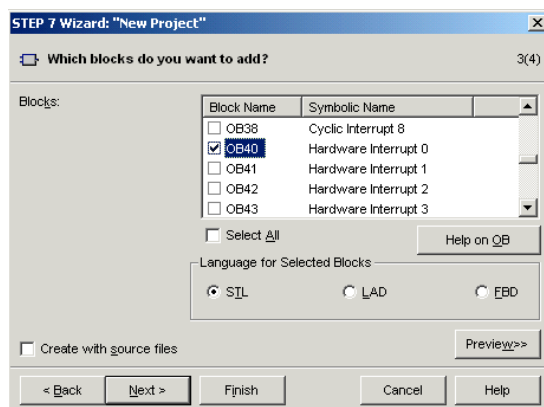 STEP 7 Wizard: "New Project"
Which blocks do you want to add? 3(4)
Blocks:
Block Name Symbolic Name
OB38 Cyclic Interrupt 8
OB40 Hardware Interrupt 0
OB41 Hardware Interrupt 1
OB42 Hardware Interrupt 2
OB43 Hardware Interrupt 3
Select All
Help on OB
Language for Selected Blocks
STL LAD FBD
Create with source files
Preview>>
< Back Next > Finish Cancel Help